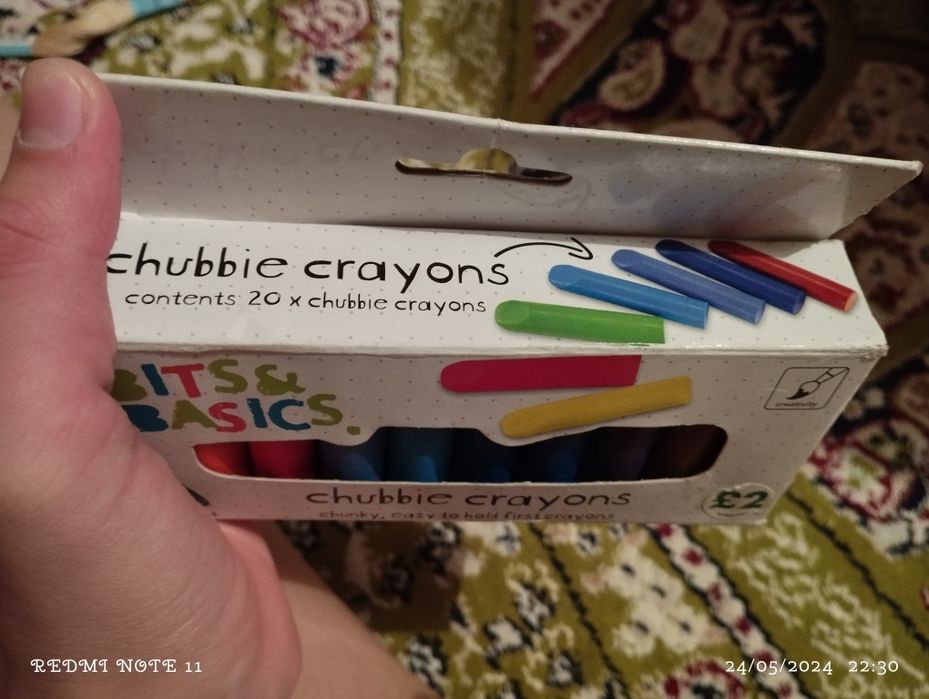 chubbie crayons
contents 20 x chubbie crayons
BITS&
BASICS.
creativity
chubbie crayons
£2
chunky, easy to hold first crayons
REDMI NOTE 11
24/05/2024 22:30